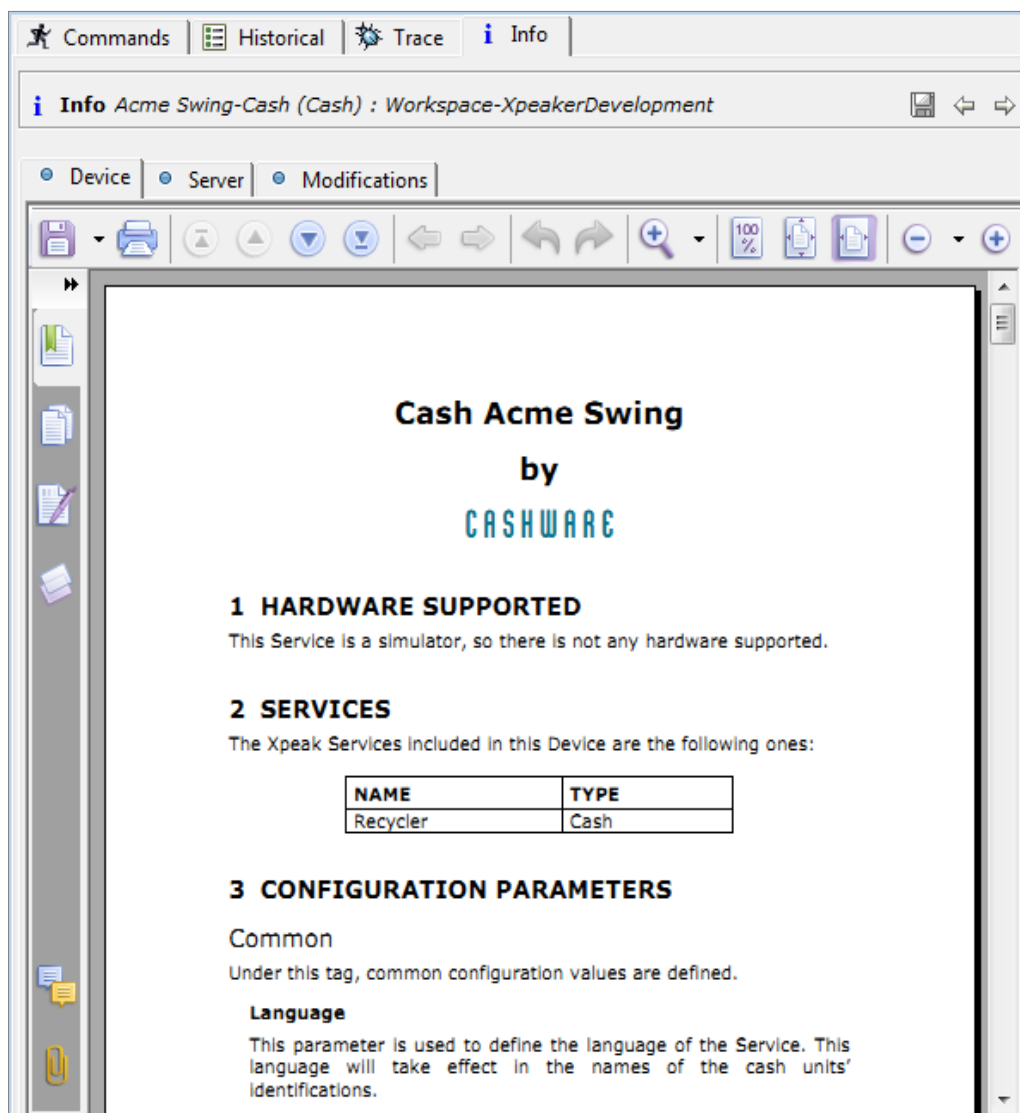 Commands Historical Trace i Info
i Info Acme Swing-Cash (Cash) : Workspace-XpeakerDevelopment
Device Server Modifications
100
%
Cash Acme Swing
by
CASHWARE
1 HARDWARE SUPPORTED
This Service is a simulator, so there is not any hardware supported.
2 SERVICES
The Xpeak Services included in this Device are the following ones:
NAME TYPE
Recycler Cash
3 CONFIGURATION PARAMETERS
Common
Under this tag, common configuration values are defined.
Language
This parameter is used to define the language of the Service. This
language will take effect in the names of the cash units’
identifications.